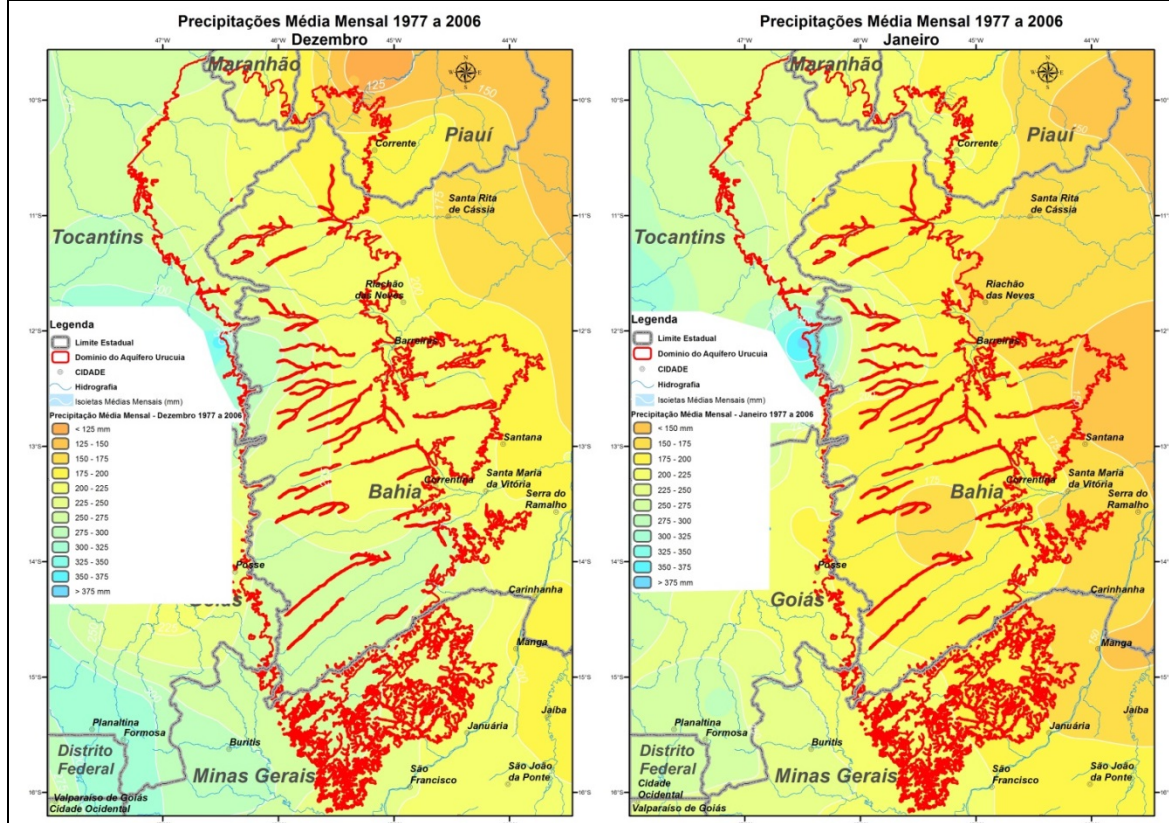 Precipitações Média Mensal 1977 a 2006
Dezembro
47°W
46°W
45°W
44°W
Maranhão
N
W
E
S
125
150
10°S
Piauí
Corrente
175
Santa Rita
de Cássia
11°S
Tocantins
200
Riachão
das Neves
12°S
Legenda
Limite Estadual
Domínio do Aquífero Urucuia
CIDADE
Hidrografia
Isoietas Médias Mensais (mm)
Precipitação Média Mensal - Dezembro 1977 a 2006
< 125 mm
125 - 150
150 - 175
175 - 200
200 - 225
225 - 250
250 - 275
275 - 300
300 - 325
325 - 350
350 - 375
> 375 mm
Barreiras
13°S
Santana
Correntina
Santa Maria
da Vitória
Bahia
Serra do
Ramalho
14°S
Posse
Carinhanha
Goiás
225
Manga
15°S
200
Jaíba
Planaltina
Formosa
Januária
Buritis
Distrito
Federal
Minas Gerais
São
Francisco
São João
da Ponte
16°S
Valparaíso de Goiás
Cidade Ocidental
Precipitações Média Mensal 1977 a 2006
Janeiro
47°W
46°W
45°W
44°W
Maranhão
N
W
E
S
150
10°S
Piauí
Corrente
Santa Rita
de Cássia
11°S
Tocantins
Riachão
das Neves
12°S
Legenda
Limite Estadual
Domínio do Aquífero Urucuia
CIDADE
Hidrografia
Isoietas Médias Mensais (mm)
Precipitação Média Mensal - Janeiro 1977 a 2006
< 150 mm
150 - 175
175 - 200
200 - 225
225 - 250
250 - 275
275 - 300
300 - 325
325 - 350
350 - 375
> 375 mm
Barreiras
13°S
Santana
175
Correntina
Santa Maria
da Vitória
Bahia
Serra do
Ramalho
14°S
Posse
Carinhanha
Goiás
150
Manga
15°S
Jaíba
Planaltina
Formosa
Januária
Buritis
Distrito
Federal
Cidade
Ocidental
Minas Gerais
São
Francisco
São João
da Ponte
16°S
Valparaíso de Goiás